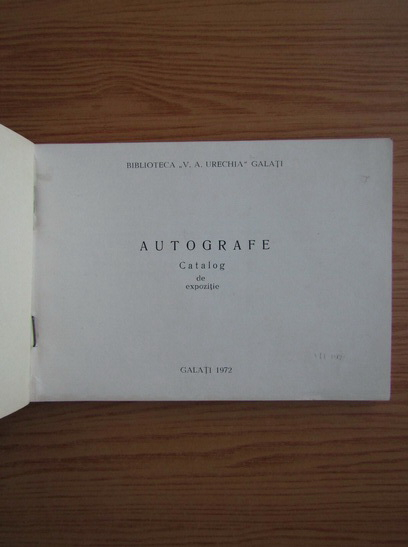 BIBLIOTECA „V. A. URECHIA“ GALAȚI
AUTOGRAFE
Catalog
de
expoziție
GALAȚI 1972